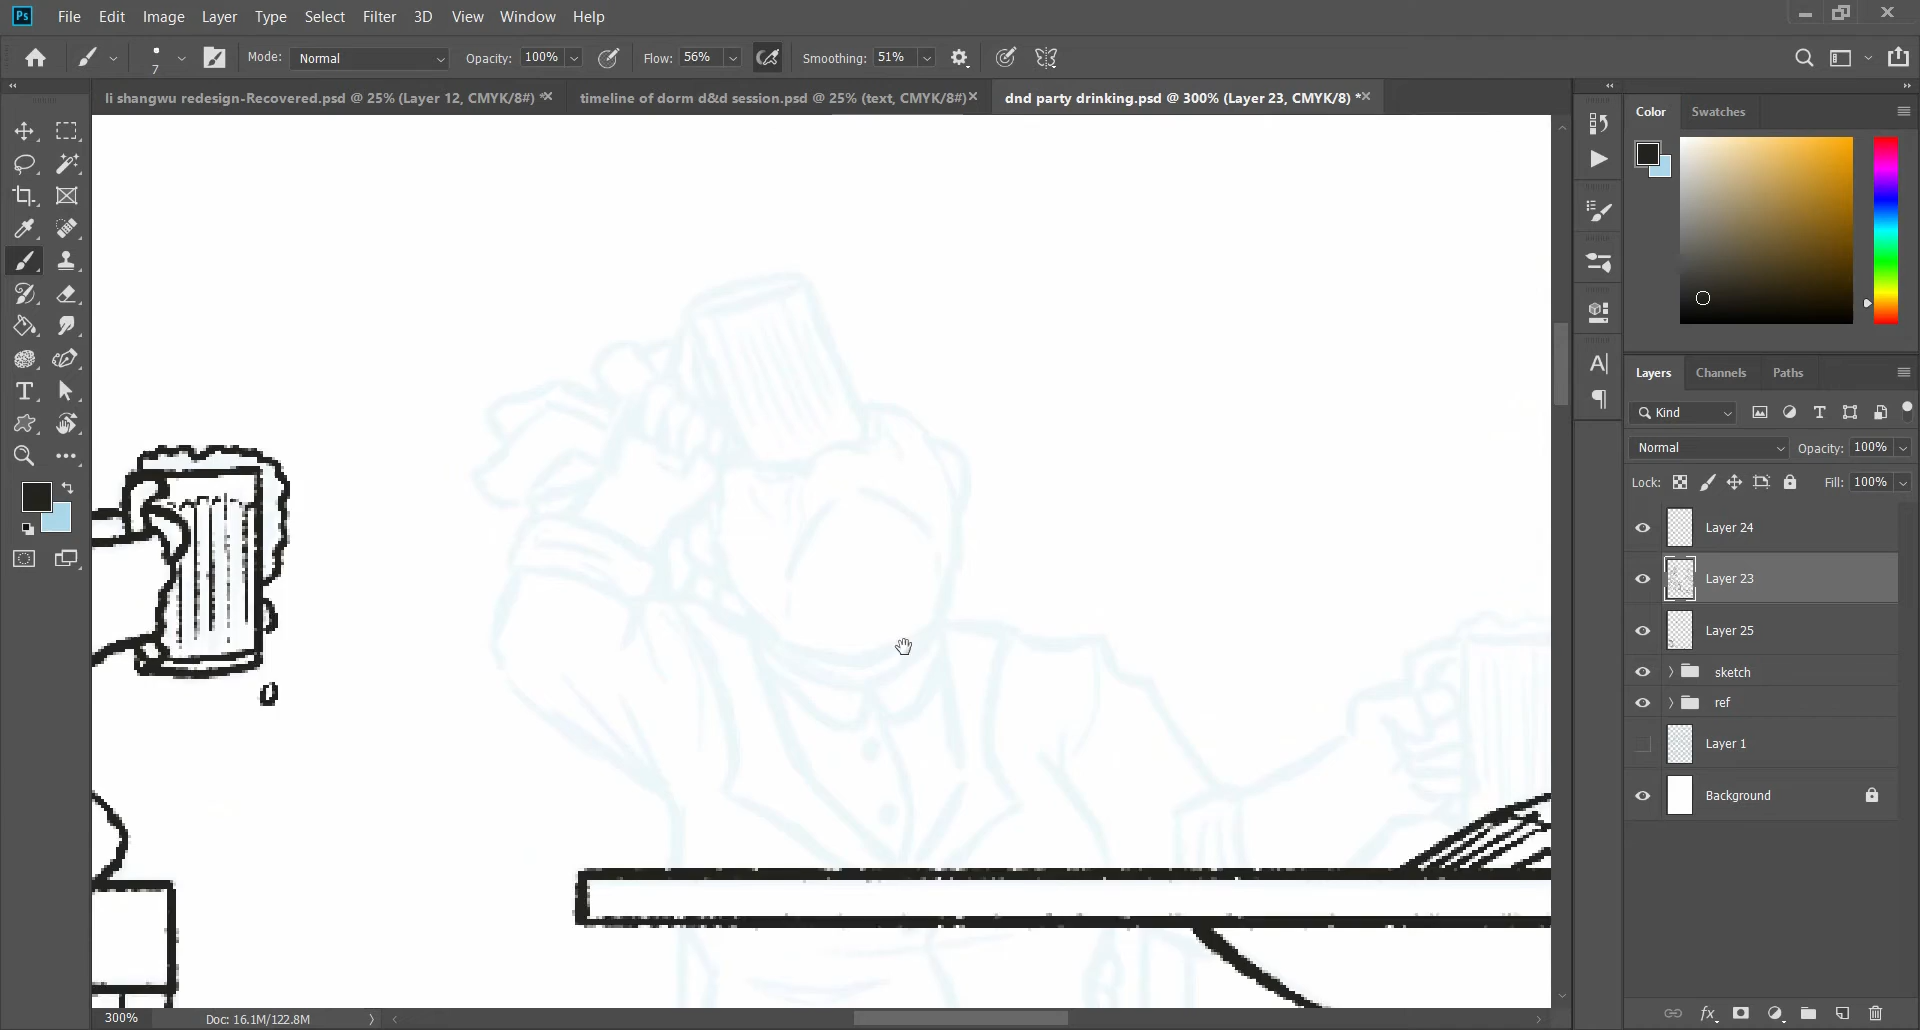 Ps File Edit Image Layer Type Select Filter 3D View Window Help
7 Mode: Normal Opacity: 100% Flow: 56% Smoothing: 51%
li shangwu redesign-Recovered.psd @ 25% (Layer 12, CMYK/8#) * timeline of dorm d&d session.psd @ 25% (text, CMYK/8#) dnd party drinking.psd @ 300% (Layer 23, CMYK/8) *
Color Swatches
Layers Channels Paths
Kind
Normal Opacity: 100%
Lock: Fill: 100%
Layer 24
Layer 23
Layer 25
sketch
ref
Layer 1
Background
300% Doc: 16.1M/122.8M